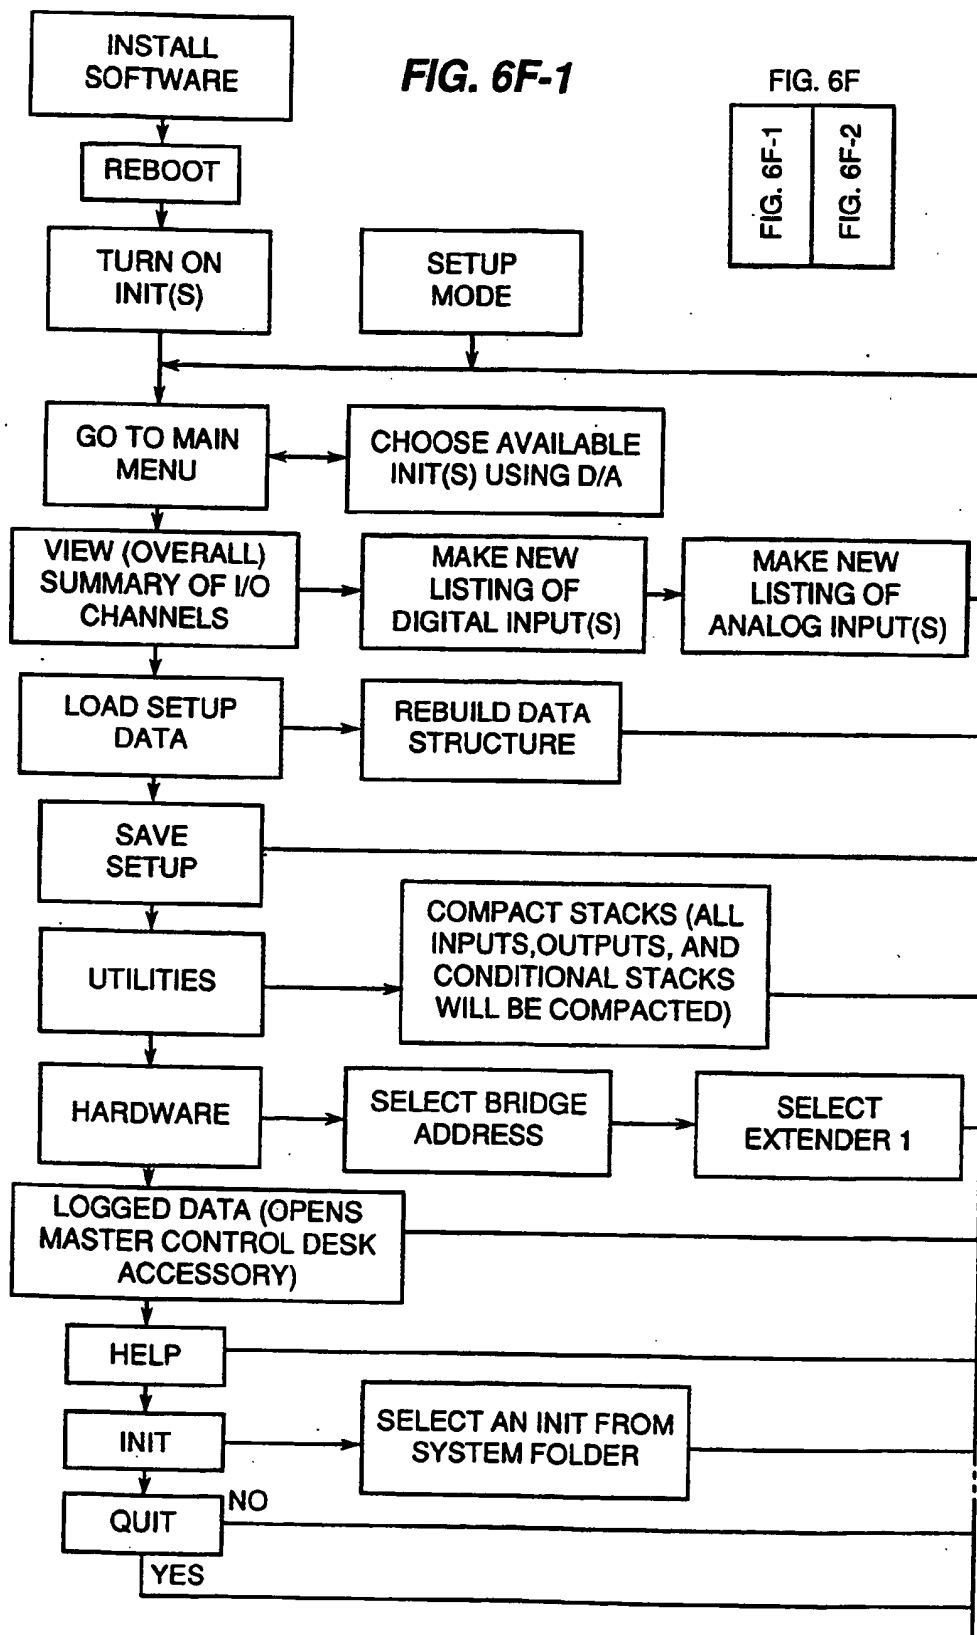 INSTALL
SOFTWARE
FIG. 6F-1
FIG. 6F
FIG. 6F-1
FIG. 6F-2
REBOOT
TURN ON
INIT(S)
SETUP
MODE
GO TO MAIN
MENU
CHOOSE AVAILABLE
INIT(S) USING D/A
VIEW (OVERALL)
SUMMARY OF I/O
CHANNELS
MAKE NEW
LISTING OF
DIGITAL INPUT(S)
MAKE NEW
LISTING OF
ANALOG INPUT(S)
LOAD SETUP
DATA
REBUILD DATA
STRUCTURE
SAVE
SETUP
UTILITIES
COMPACT STACKS (ALL
INPUTS,OUTPUTS, AND
CONDITIONAL STACKS
WILL BE COMPACTED)
HARDWARE
SELECT BRIDGE
ADDRESS
SELECT
EXTENDER 1
LOGGED DATA (OPENS
MASTER CONTROL DESK
ACCESSORY)
HELP
INIT
SELECT AN INIT FROM
SYSTEM FOLDER
QUIT
NO
YES